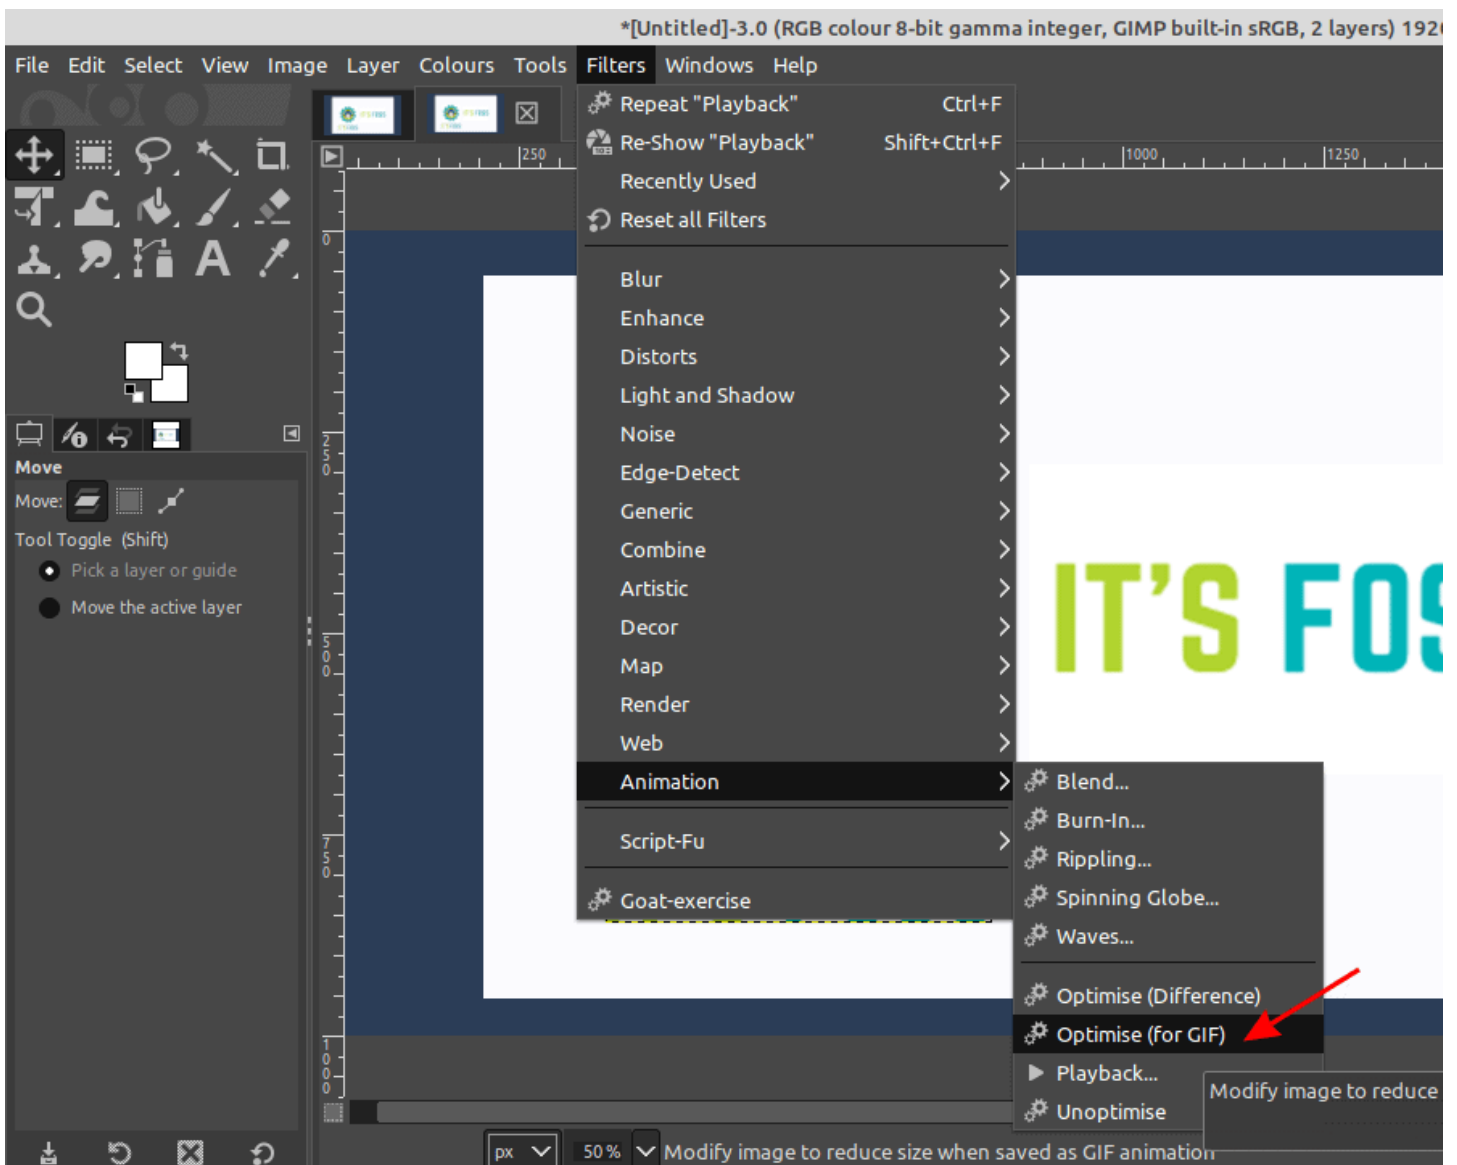 *[Untitled]-3.0 (RGB colour 8-bit gamma integer, GIMP built-in sRGB, 2 layers) 192
File Edit Select View Image Layer Colours Tools Filters Windows Help
Repeat "Playback" Ctrl+F
Re-Show "Playback" Shift+Ctrl+F
Recently Used
Reset all Filters
250
1000
1250
0
Blur
Enhance
Distorts
Light and Shadow
Noise
Edge-Detect
Generic
Combine
Artistic
Decor
Map
Render
Web
Animation
Script-Fu
Goat-exercise
250
500
750
1000
Move
Move:
Tool Toggle (Shift)
Pick a layer or guide
Move the active layer
IT'S FOS
Blend...
Burn-In...
Rippling...
Spinning Globe...
Waves...
Optimise (Difference)
Optimise (for GIF)
Playback...
Unoptimise
Modify image to reduce
px 50 % Modify image to reduce size when saved as GIF animation